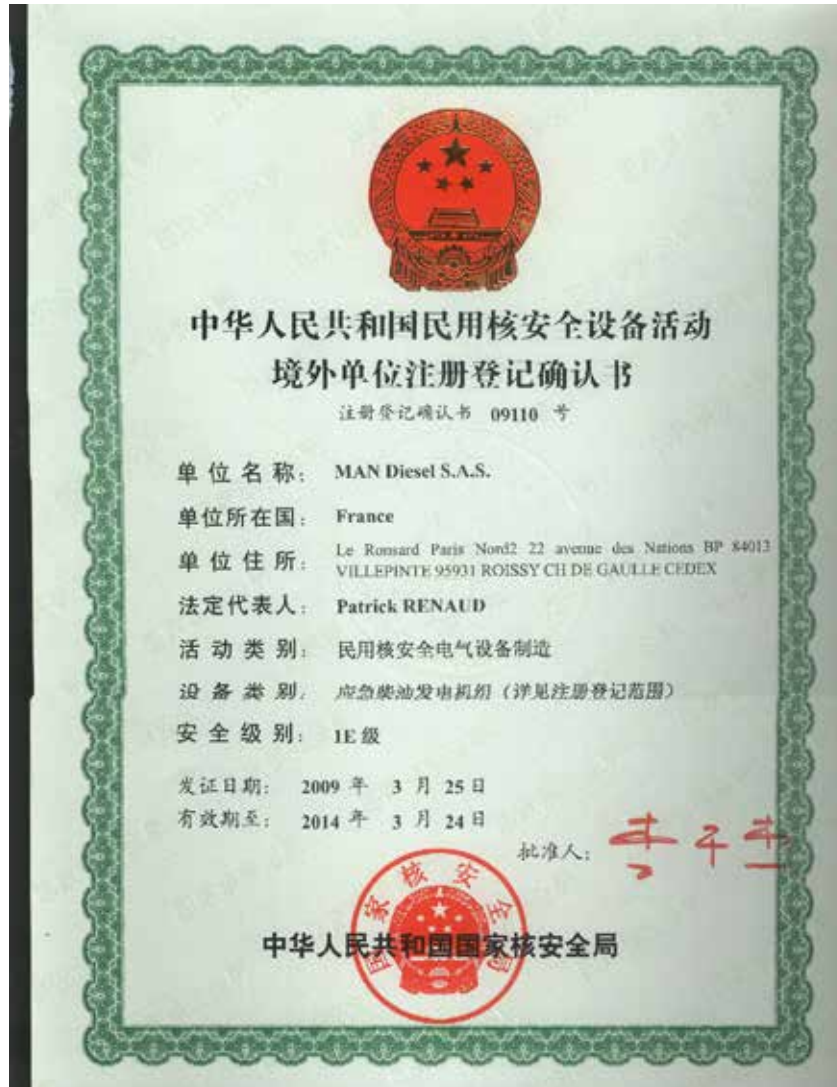 中华人民共和国民用核安全设备活动
境外单位注册登记确认书
注册登记确认书 09110 号
单位名称: MAN Diesel S.A.S.
单位所在国: France
单位住所: Le Ronsard Paris Nord2 22 avenue des Nations BP 84013
VILLEPINTE 95931 ROISSY CH DE GAULLE CEDEX
法定代表人: Patrick RENAUD
活动类别: 民用核安全电气设备制造
设备类别: 应急柴油发电机组（详见注册登记范围）
安全级别: 1E 级
发证日期: 2009 年 3 月 25 日
有效期至: 2014 年 3 月 24 日
批准人:
国家核安全局
中华人民共和国国家核安全局